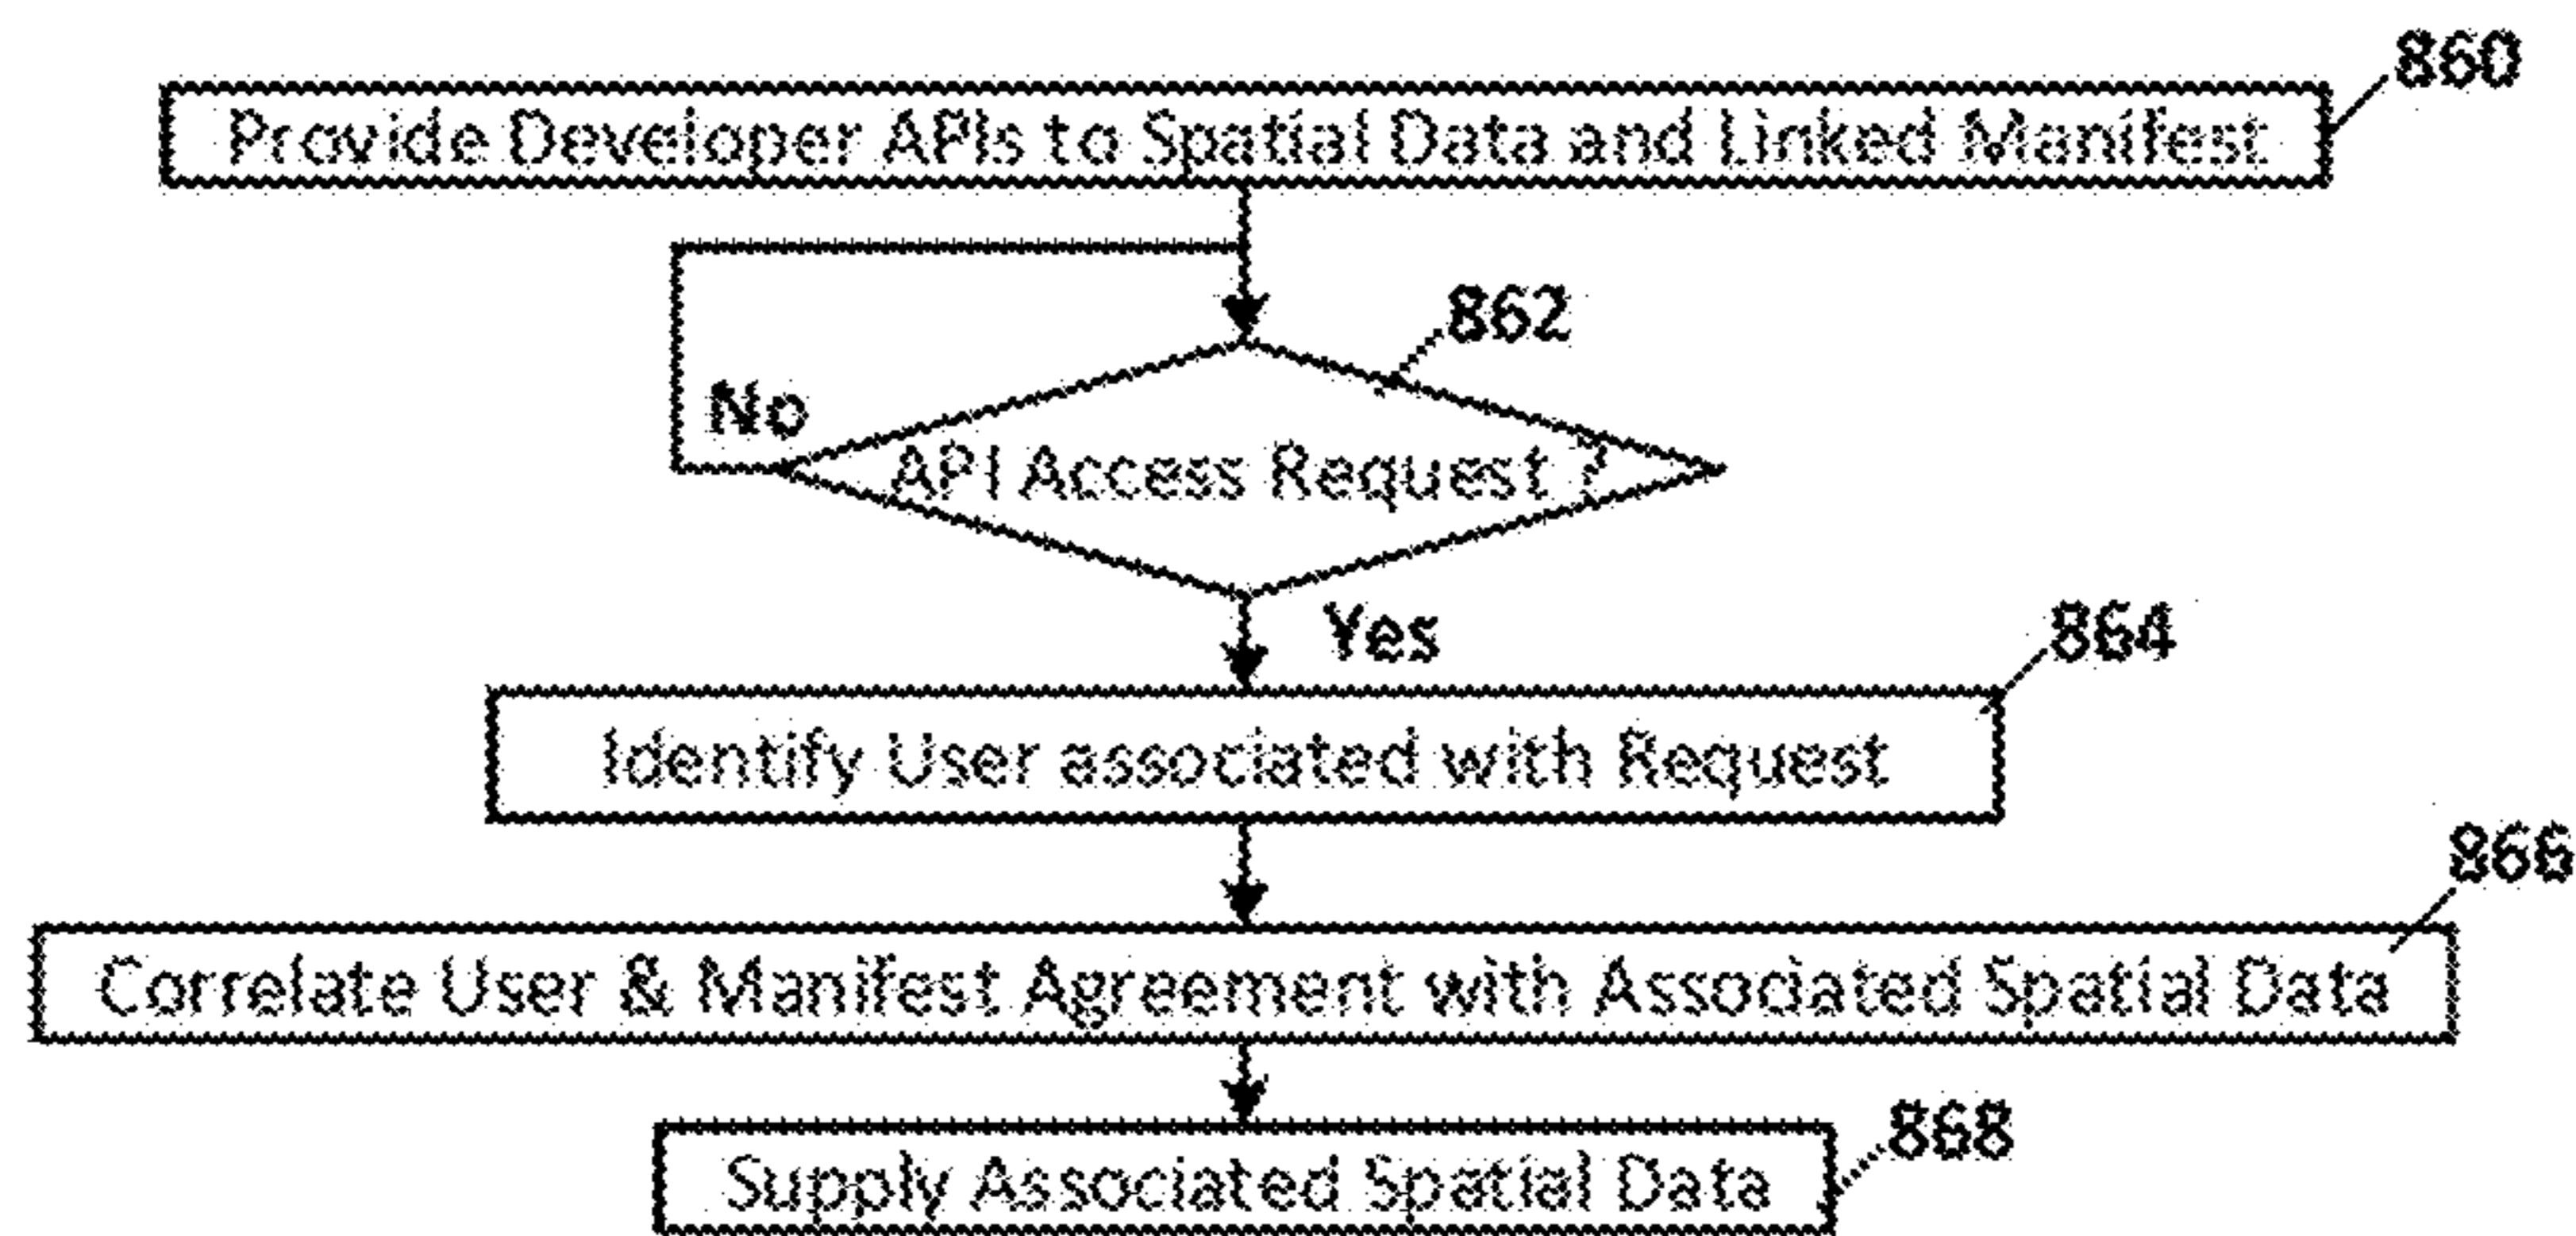 860
Provide Developer APIs to Spatial Data and Linked Manifest
862
No
API Access Request ?
Yes
864
Identify User associated with Request
866
Correlate User & Manifest Agreement with Associated Spatial Data
868
Supply Associated Spatial Data